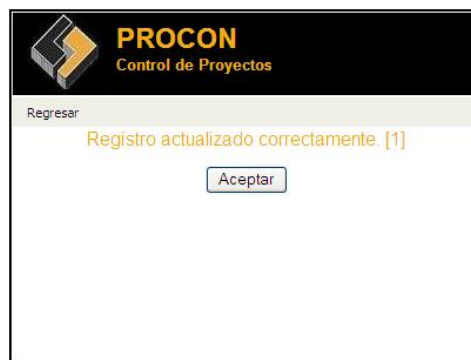 PROCON
Control de Proyectos
Regresar
Registro actualizado correctamente. [1]
Aceptar